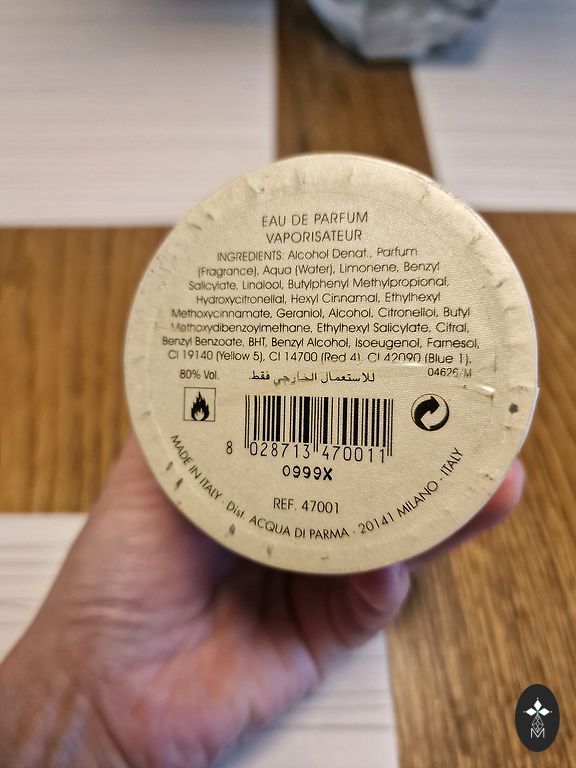 EAU DE PARFUM
VAPORISATEUR
INGREDIENTS: Alcohol Denat., Parfum
(Fragrance), Aqua (Water), Limonene, Benzyl
Salicylate, Linalool, Butylphenyl Methylpropional,
Hydroxycitronellal, Hexyl Cinnamal, Ethylhexyl
Methoxycinnamate, Geraniol, Alcohol, Citronellol, Butyl
Methoxydibenzoylmethane, Ethylhexyl Salicylate, Citral,
Benzyl Benzoate, BHT, Benzyl Alcohol, Isoeugenol, Farnesol,
CI 19140 (Yellow 5), CI 14700 (Red 4), CI 42090 (Blue 1).
80% Vol. للاستعمال الخارجي فقط 04626/M
8 028713 470011
0999X
REF. 47001
MADE IN ITALY · Dist. ACQUA DI PARMA · 20141 MILANO · ITALY
M